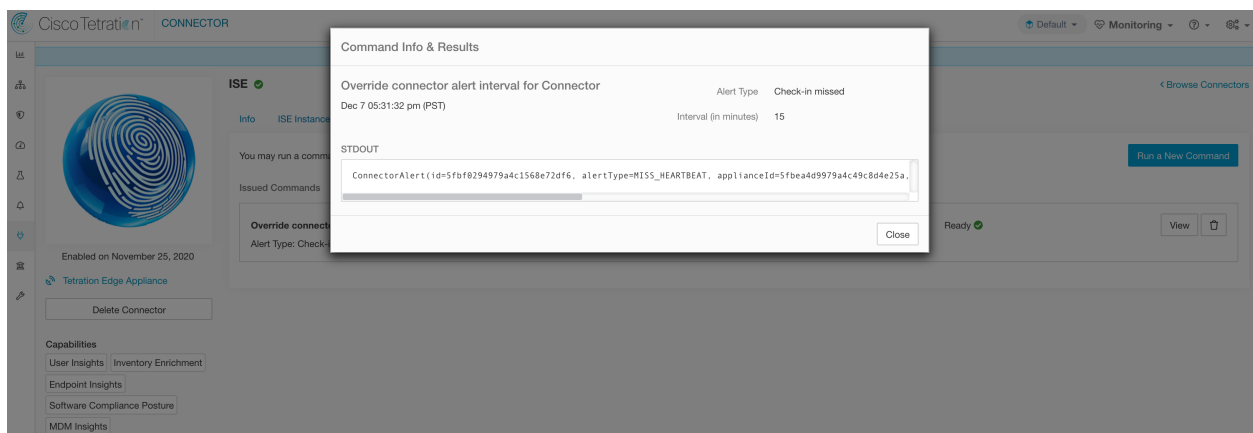 Cisco Tetration™ CONNECTOR
Default
Monitoring
ISE
< Browse Connectors
Info ISE Instance
You may run a comm
Run a New Command
Issued Commands
Override connect
Alert Type: Check-i
Ready
View
Enabled on November 25, 2020
Tetration Edge Appliance
Delete Connector
Capabilities
User Insights Inventory Enrichment
Endpoint Insights
Software Compliance Posture
MDM Insights
Command Info & Results
Override connector alert interval for Connector
Dec 7 05:31:32 pm (PST)
Alert Type Check-in missed
Interval (in minutes) 15
STDOUT
ConnectorAlert(id=5fbf0294979a4c1568e72df6, alertType=MISS_HEARTBEAT, applianceId=5fbea4d9979a4c49c8d4e25a,
Close